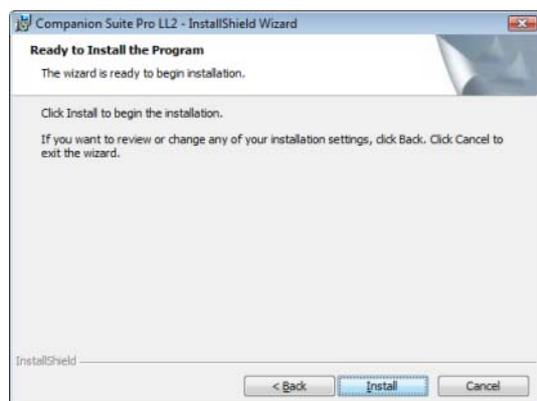 Companion Suite Pro LL2 - InstallShield Wizard
Ready to Install the Program
The wizard is ready to begin installation.
Click Install to begin the installation.
If you want to review or change any of your installation settings, click Back. Click Cancel to
exit the wizard.
InstallShield
< Back
Install
Cancel